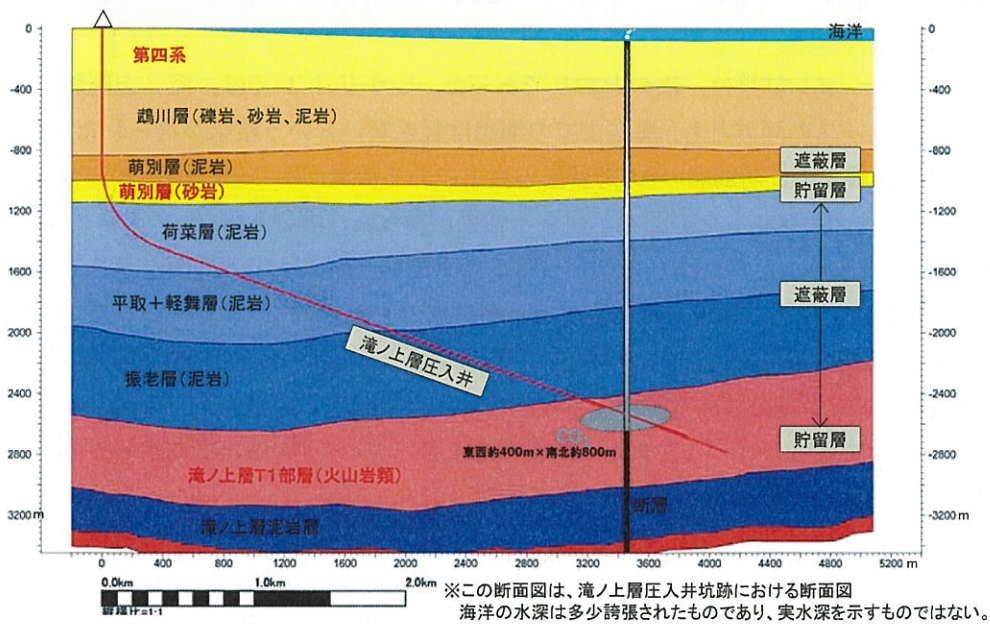 海洋
0
-400
-800
1200
1600
2000
2400
2800
3200 m
-0
-400
-800
-1200
-1600
-2000
-2400
-2800
-3200 m
第四系
鵡川層(礫岩、砂岩、泥岩)
萌別層(泥岩)
遮蔽層
萌別層(砂岩)
貯留層
荷菜層(泥岩)
平取+軽舞層(泥岩)
遮蔽層
滝ノ上層圧入井
振老層(泥岩)
CO₂
東西約400m×南北約800m
貯留層
滝ノ上層T1部層(火山岩類)
断層
滝ノ上層泥岩層
0 400 800 1200 1600 2000 2400 2800 3200 3600 4000 4400 4800 5200 m
0.0km 1.0km 2.0km
縦横比=1:1
※この断面図は、滝ノ上層圧入井坑跡における断面図
海洋の水深は多少誇張されたものであり、実水深を示すものではない。